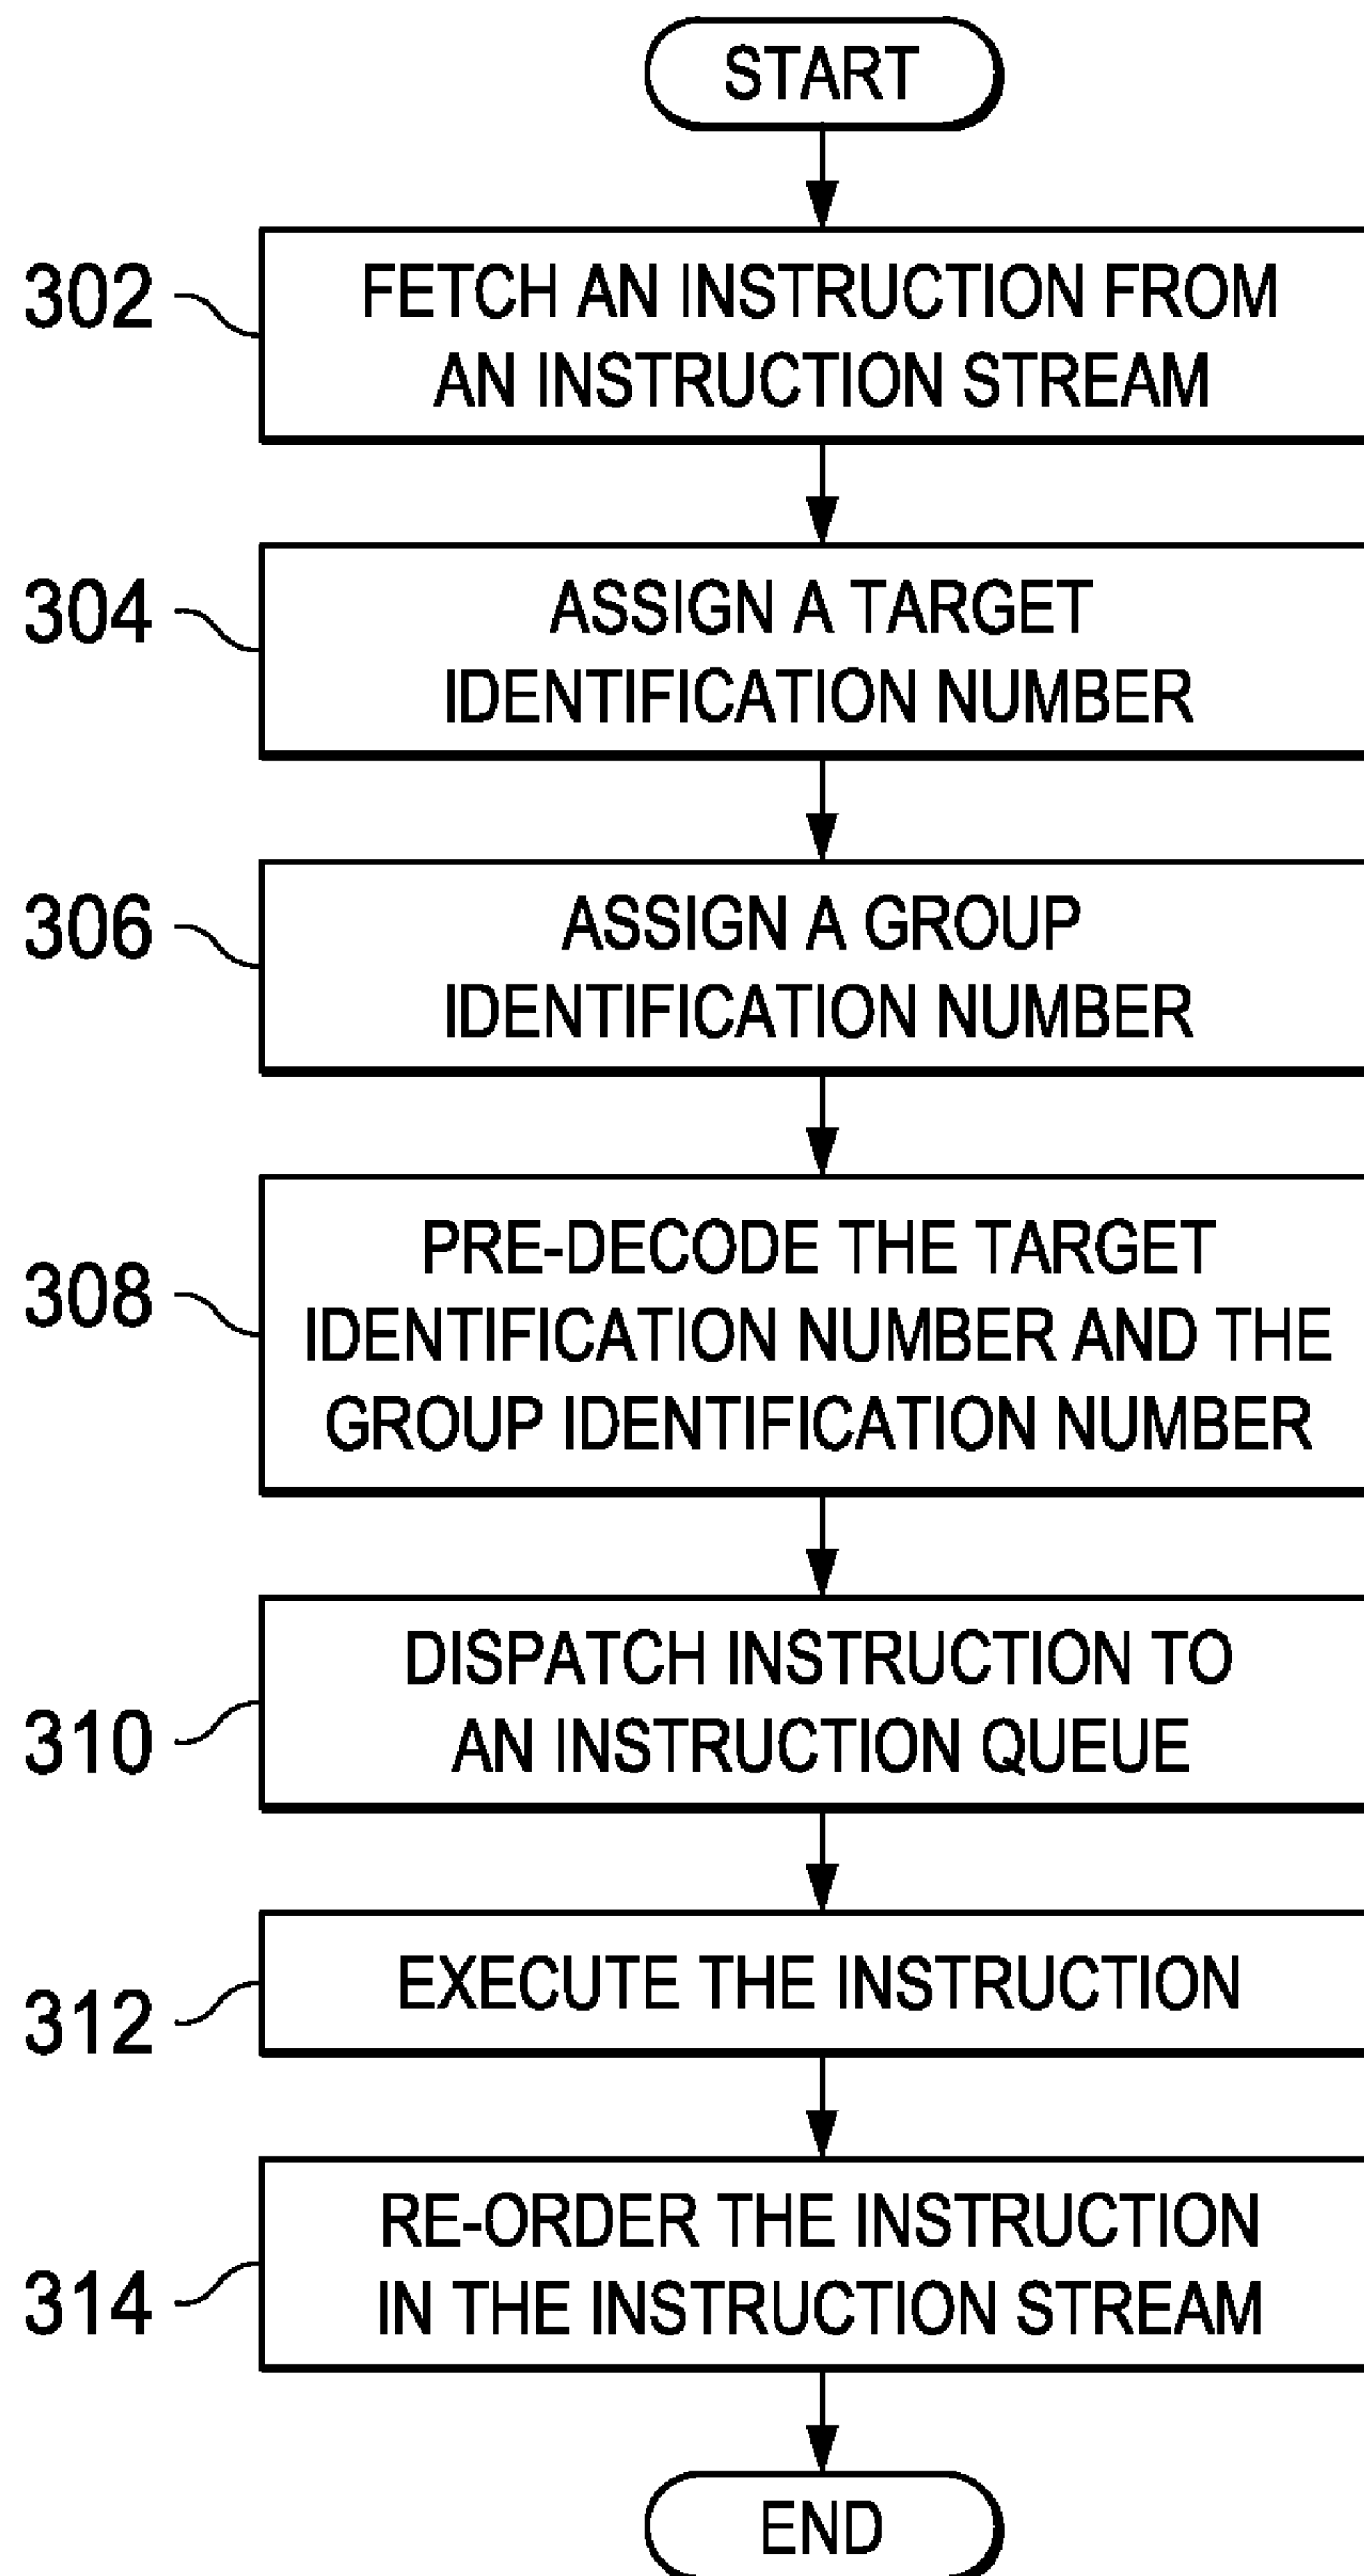 START
302
FETCH AN INSTRUCTION FROM
AN INSTRUCTION STREAM
304
ASSIGN A TARGET
IDENTIFICATION NUMBER
306
ASSIGN A GROUP
IDENTIFICATION NUMBER
308
PRE-DECODE THE TARGET
IDENTIFICATION NUMBER AND THE
GROUP IDENTIFICATION NUMBER
310
DISPATCH INSTRUCTION TO
AN INSTRUCTION QUEUE
312
EXECUTE THE INSTRUCTION
314
RE-ORDER THE INSTRUCTION
IN THE INSTRUCTION STREAM
END